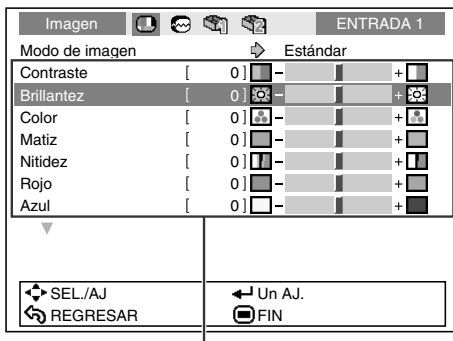 Imagen ENTRADA 1
Modo de imagen Estándar
Contraste [ 0 ] - +
Brillantez [ 0 ] - +
Color [ 0 ] - +
Matiz [ 0 ] - +
Nitidez [ 0 ] - +
Rojo [ 0 ] - +
Azul [ 0 ] - +
SEL./AJ Un AJ.
REGRESAR FIN